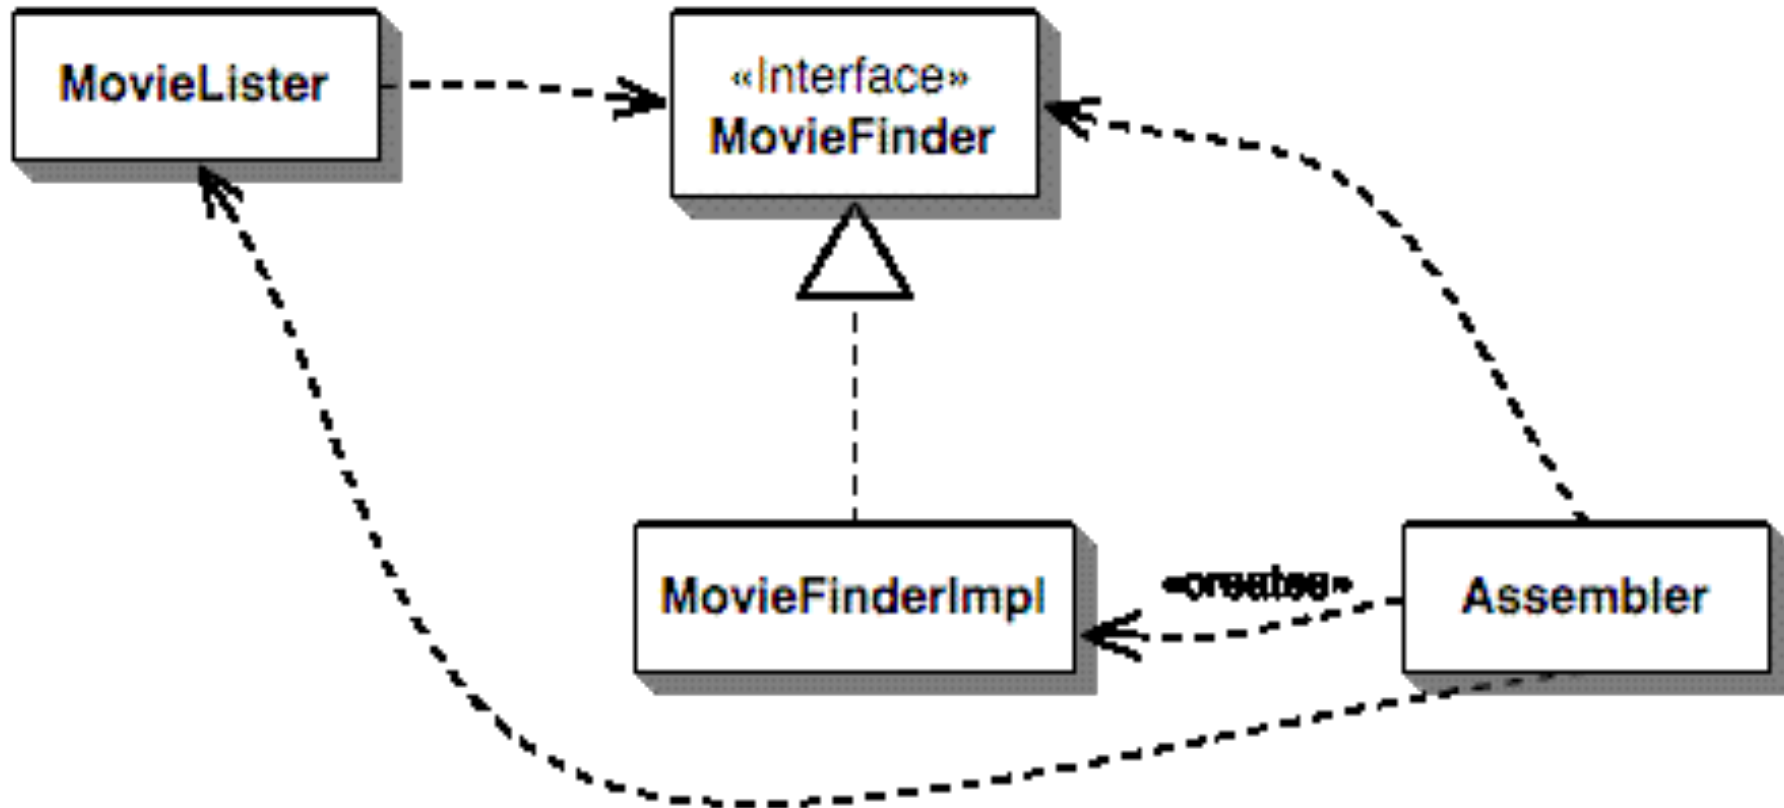 MovieLister
«Interface»
MovieFinder
MovieFinderImpl
«creates»
Assembler